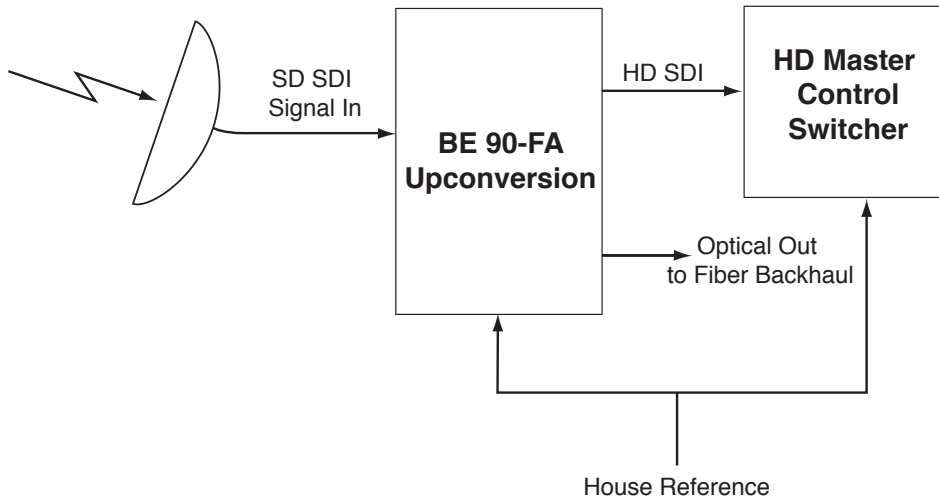 SD SDI
Signal In
BE 90-FA
Upconversion
HD SDI
HD Master
Control
Switcher
Optical Out
to Fiber Backhaul
House Reference